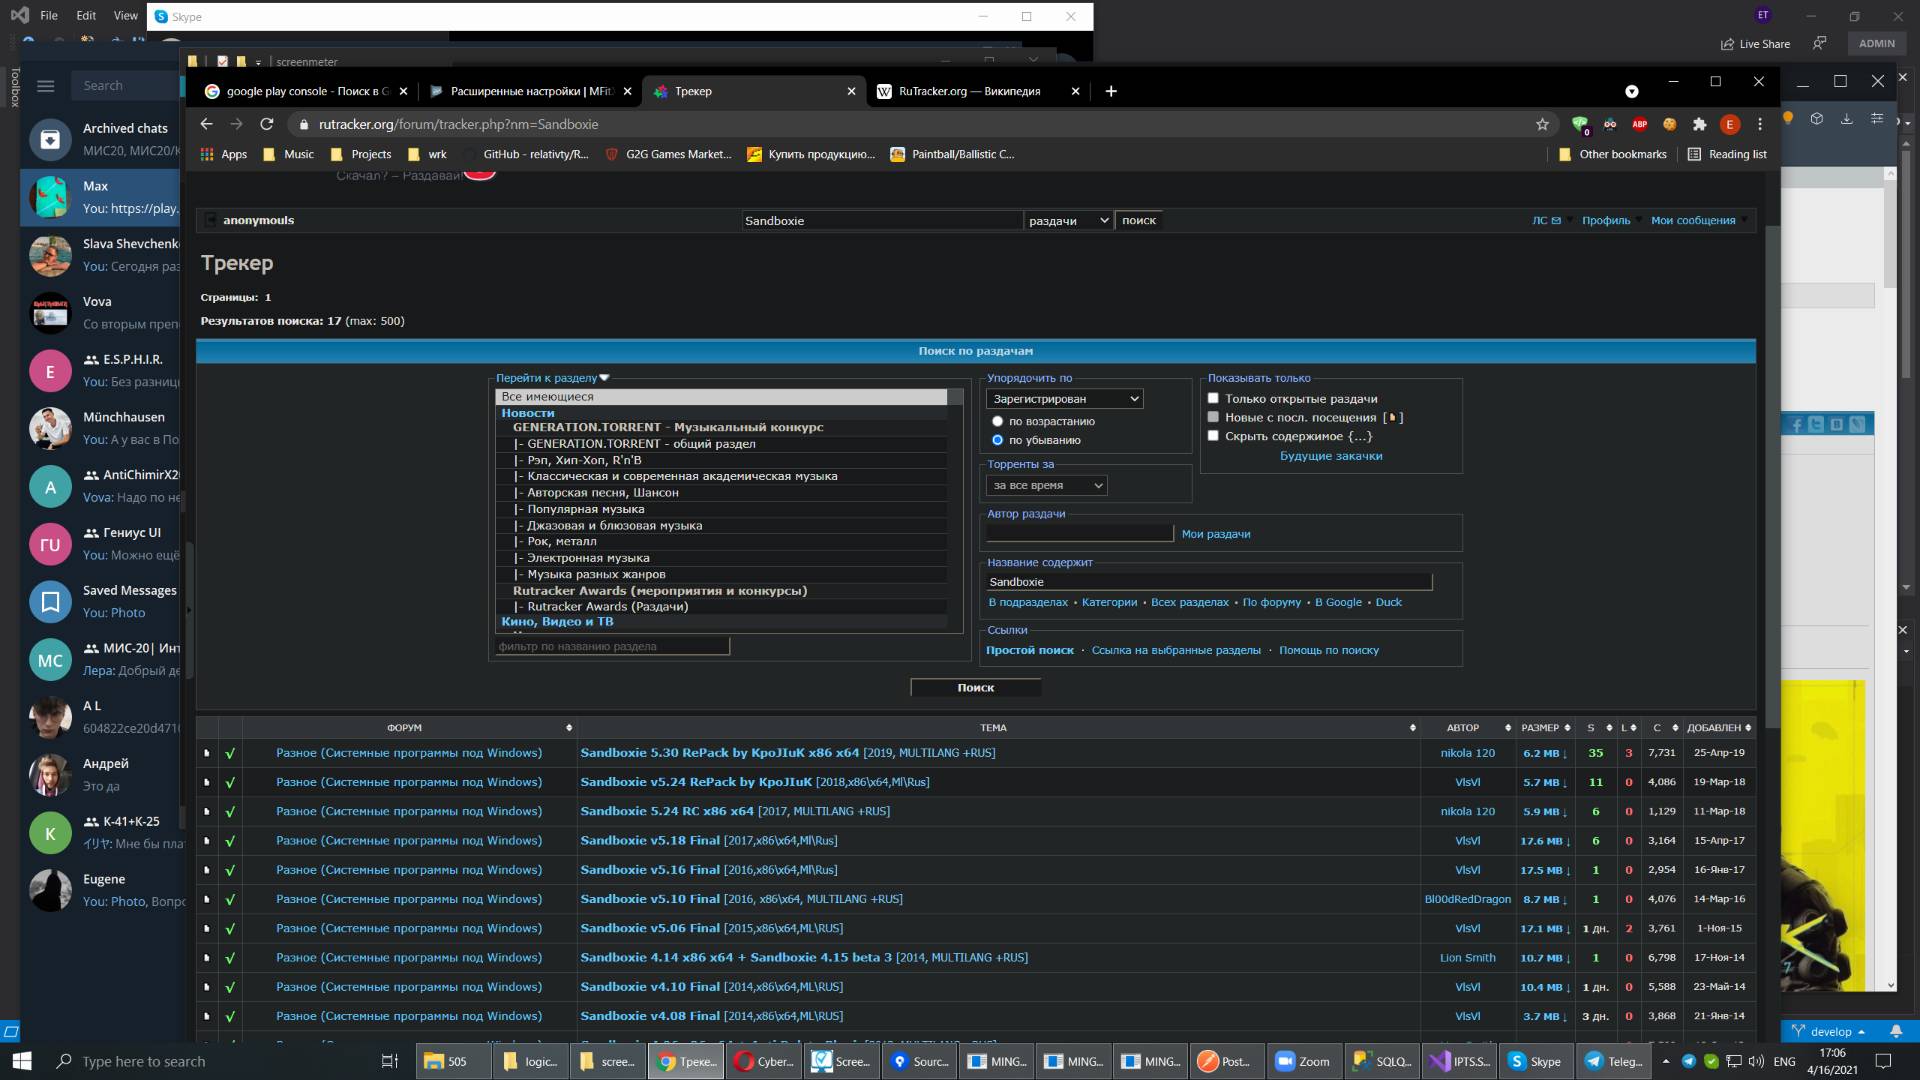 File Edit View
Skype
ET
Live Share
ADMIN
Toolbox
screenmeter
Search
Archived chats
МИС20, МИС20/К
Max
You: https://play.
Slava Shevchenk
You: Сегодня раз
Vova
Со вторым преп
E
E.S.P.H.I.R.
You: Без разниц
Münchhausen
You: А у вас в По
A
AntiChimirX2
Vova: Надо по не
ГU
Гениус UI
You: Можно ещё
Saved Messages
You: Photo
МС
МИС-20| Инт
Лера: Добрый де
A L
604822ce20d4710
Андрей
Это да
K
K-41+K-25
イリヤ: Мне бы пла
Eugene
You: Photo, Вопро
google play console - Поиск в G
Расширенные настройки | MFit
Трекер
RuTracker.org — Википедия
rutracker.org/forum/tracker.php?nm=Sandboxie
0
ABP
E
Apps Music Projects wrk GitHub - relativty/R... G2G Games Market... Купить продукцию... Paintball/Ballistic C... Other bookmarks Reading list
Скачал? – Раздавай!
anonymouls Sandboxie раздачи поиск ЛС Профиль Мои сообщения
Трекер
Страницы: 1
Результатов поиска: 17 (max: 500)
Поиск по раздачам
Перейти к разделу
Все имеющиеся
Новости
GENERATION.TORRENT - Музыкальный конкурс
|- GENERATION.TORRENT - общий раздел
|- Рэп, Хип-Хоп, R'n'B
|- Классическая и современная академическая музыка
|- Авторская песня, Шансон
|- Популярная музыка
|- Джазовая и блюзовая музыка
|- Рок, металл
|- Электронная музыка
|- Музыка разных жанров
Rutracker Awards (мероприятия и конкурсы)
|- Rutracker Awards (Раздачи)
Кино, Видео и ТВ
фильтр по названию раздела
Упорядочить по
Зарегистрирован
по возрастанию
по убыванию
Торренты за
за все время
Показывать только
Только открытые раздачи
Новые с посл. посещения [ ]
Скрыть содержимое {...}
Будущие закачки
Автор раздачи
Мои раздачи
Название содержит
Sandboxie
В подразделах • Категории • Всех разделах • По форуму • В Google • Duck
Ссылки
Простой поиск · Ссылка на выбранные разделы · Помощь по поиску
Поиск
ФОРУМ ТЕМА АВТОР РАЗМЕР S L C ДОБАВЛЕН
√ Разное (Системные программы под Windows) Sandboxie 5.30 RePack by KpoJIuK x86 x64 [2019, MULTILANG +RUS] nikola 120 6.2 MB ↓ 35 3 7,731 25-Апр-19
√ Разное (Системные программы под Windows) Sandboxie v5.24 RePack by KpoJIuK [2018,x86\x64,Ml\Rus] VlsVl 5.7 MB ↓ 11 0 4,086 19-Мар-18
√ Разное (Системные программы под Windows) Sandboxie 5.24 RC x86 x64 [2017, MULTILANG +RUS] nikola 120 5.9 MB ↓ 6 0 1,129 11-Мар-18
√ Разное (Системные программы под Windows) Sandboxie v5.18 Final [2017,x86\x64,Ml\Rus] VlsVl 17.6 MB ↓ 6 0 3,164 15-Апр-17
√ Разное (Системные программы под Windows) Sandboxie v5.16 Final [2016,x86\x64,Ml\Rus] VlsVl 17.5 MB ↓ 1 0 2,954 16-Янв-17
√ Разное (Системные программы под Windows) Sandboxie v5.10 Final [2016, x86\x64, MULTILANG +RUS] Bl00dRedDragon 8.7 MB ↓ 1 0 4,076 14-Мар-16
√ Разное (Системные программы под Windows) Sandboxie v5.06 Final [2015,x86\x64,ML\RUS] VlsVl 17.1 MB ↓ 1 дн. 2 3,761 1-Ноя-15
√ Разное (Системные программы под Windows) Sandboxie 4.14 x86 x64 + Sandboxie 4.15 beta 3 [2014, MULTILANG +RUS] Lion Smith 10.7 MB ↓ 1 0 6,798 17-Ноя-14
√ Разное (Системные программы под Windows) Sandboxie v4.10 Final [2014,x86\x64,ML\RUS] VlsVl 10.4 MB ↓ 1 дн. 0 5,588 23-Май-14
√ Разное (Системные программы под Windows) Sandboxie v4.08 Final [2014,x86\x64,ML\RUS] VlsVl 3.7 MB ↓ 3 дн. 0 3,868 21-Янв-14
develop
Type here to search
505 logic... scree... Треке... Cyber... Scree... Sourc... MING... MING... MING... Post... Zoom SQLQ... IPTS.S... Skype Teleg...
ENG
17:06
4/16/2021